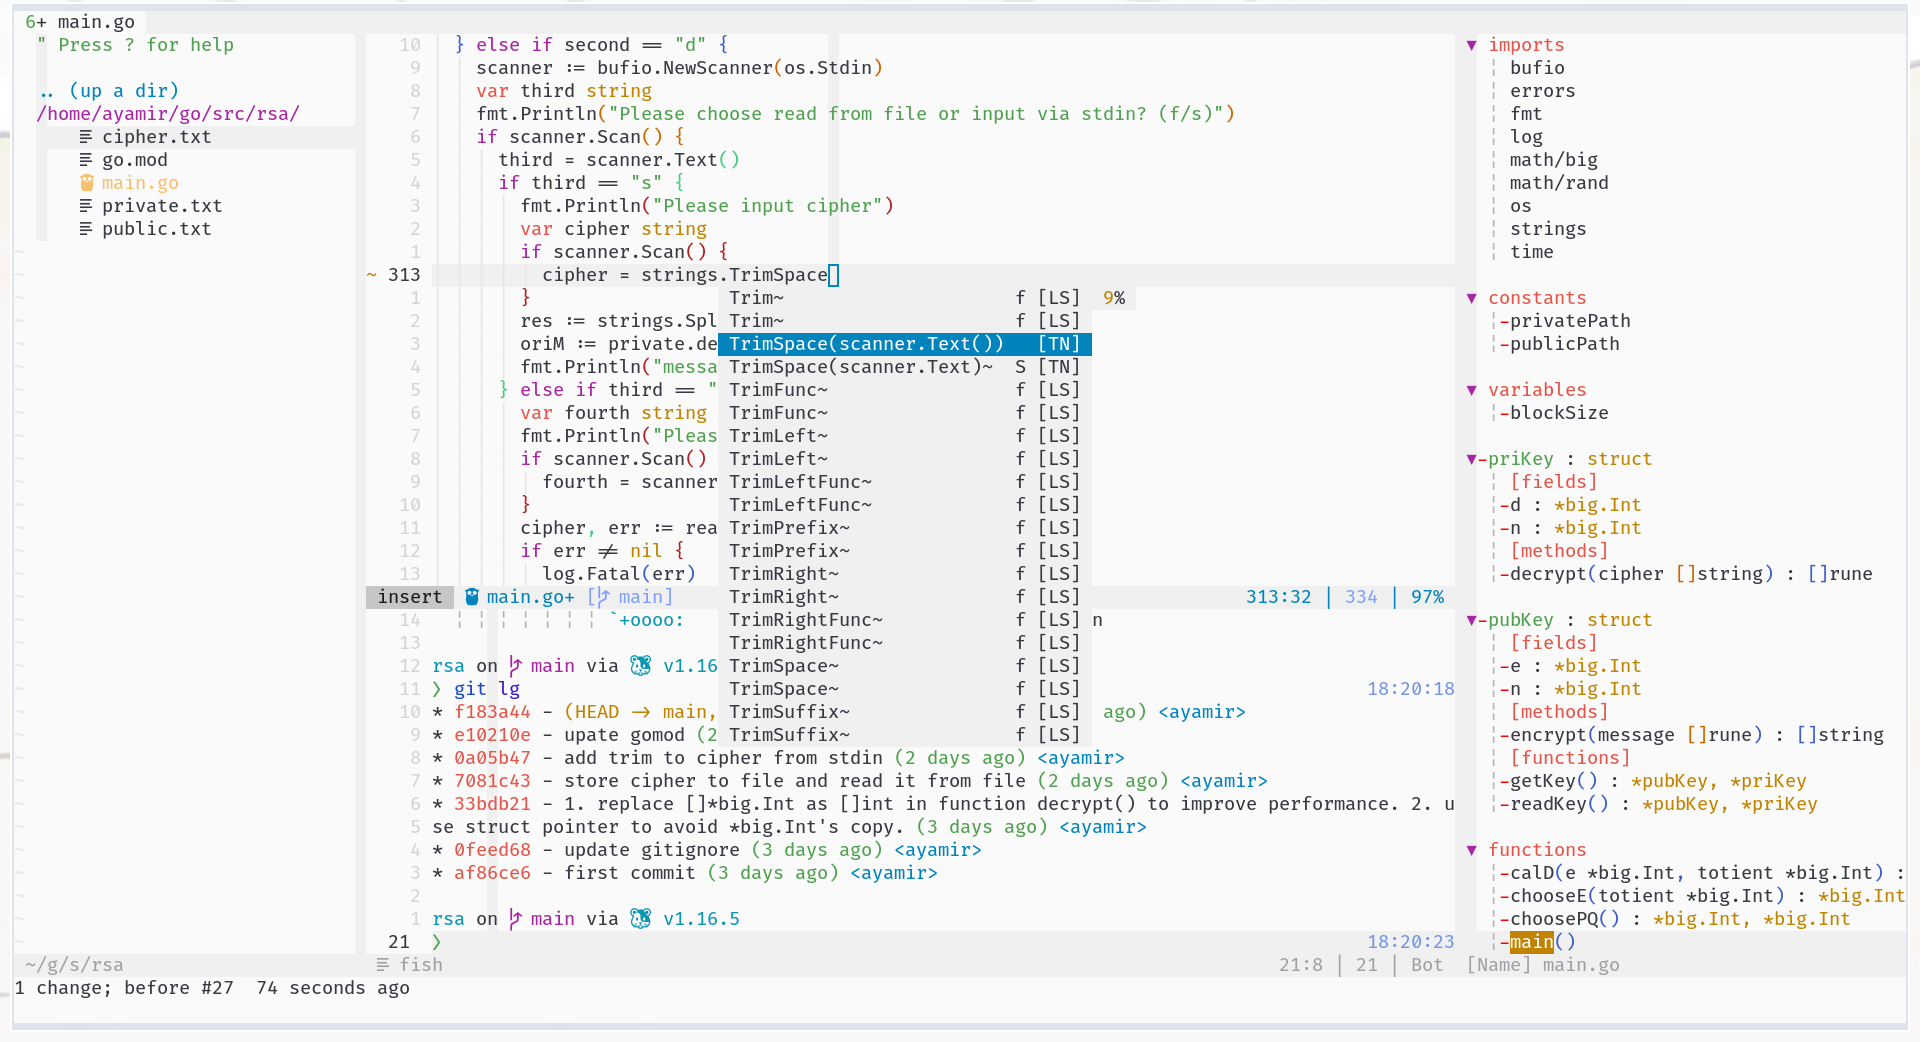 6+ main.go
" Press ? for help
.. (up a dir)
/home/ayamir/go/src/rsa/
cipher.txt
go.mod
main.go
private.txt
public.txt
~/g/s/rsa
10 } else if second == "d" {
9 scanner := bufio.NewScanner(os.Stdin)
8 var third string
7 fmt.Println("Please choose read from file or input via stdin? (f/s)")
6 if scanner.Scan() {
5 third = scanner.Text()
4 if third == "s" {
3 fmt.Println("Please input cipher")
2 var cipher string
1 if scanner.Scan() {
~ 313 cipher = strings.TrimSpace
1 }
2 res := strings.Spl
3 oriM := private.de
4 fmt.Println("messa
5 } else if third == "
6 var fourth string
7 fmt.Println("Pleas
8 if scanner.Scan()
9 fourth = scanner
10 }
11 cipher, err := rea
12 if err != nil {
13 log.Fatal(err)
Trim~ f [LS] 9%
Trim~ f [LS]
TrimSpace(scanner.Text()) [TN]
TrimSpace(scanner.Text)~ S [TN]
TrimFunc~ f [LS]
TrimFunc~ f [LS]
TrimLeft~ f [LS]
TrimLeft~ f [LS]
TrimLeftFunc~ f [LS]
TrimLeftFunc~ f [LS]
TrimPrefix~ f [LS]
TrimPrefix~ f [LS]
TrimRight~ f [LS]
TrimRight~ f [LS]
TrimRightFunc~ f [LS]
TrimRightFunc~ f [LS]
TrimSpace~ f [LS]
TrimSpace~ f [LS]
TrimSuffix~ f [LS]
TrimSuffix~ f [LS]
insert main.go+ [ main] 313:32 | 334 | 97%
14 ¦ ¦ ¦ ¦ ¦ ¦ ¦ `+oooo: n
13
12 rsa on main via v1.16
11 ❯ git lg 18:20:18
10 * f183a44 - (HEAD -> main, ago) <ayamir>
9 * e10210e - upate gomod (2
8 * 0a05b47 - add trim to cipher from stdin (2 days ago) <ayamir>
7 * 7081c43 - store cipher to file and read it from file (2 days ago) <ayamir>
6 * 33bdb21 - 1. replace []*big.Int as []int in function decrypt() to improve performance. 2. u
5 se struct pointer to avoid *big.Int's copy. (3 days ago) <ayamir>
4 * 0feed68 - update gitignore (3 days ago) <ayamir>
3 * af86ce6 - first commit (3 days ago) <ayamir>
2
1 rsa on main via v1.16.5
21 ❯ 18:20:23
fish 21:8 | 21 | Bot
▼ imports
bufio
errors
fmt
log
math/big
math/rand
os
strings
time
▼ constants
-privatePath
-publicPath
▼ variables
-blockSize
▼-priKey : struct
[fields]
-d : *big.Int
-n : *big.Int
[methods]
-decrypt(cipher []string) : []rune
▼-pubKey : struct
[fields]
-e : *big.Int
-n : *big.Int
[methods]
-encrypt(message []rune) : []string
[functions]
-getKey() : *pubKey, *priKey
-readKey() : *pubKey, *priKey
▼ functions
-calD(e *big.Int, totient *big.Int) :
-chooseE(totient *big.Int) : *big.Int
-choosePQ() : *big.Int, *big.Int
-main()
[Name] main.go
1 change; before #27 74 seconds ago